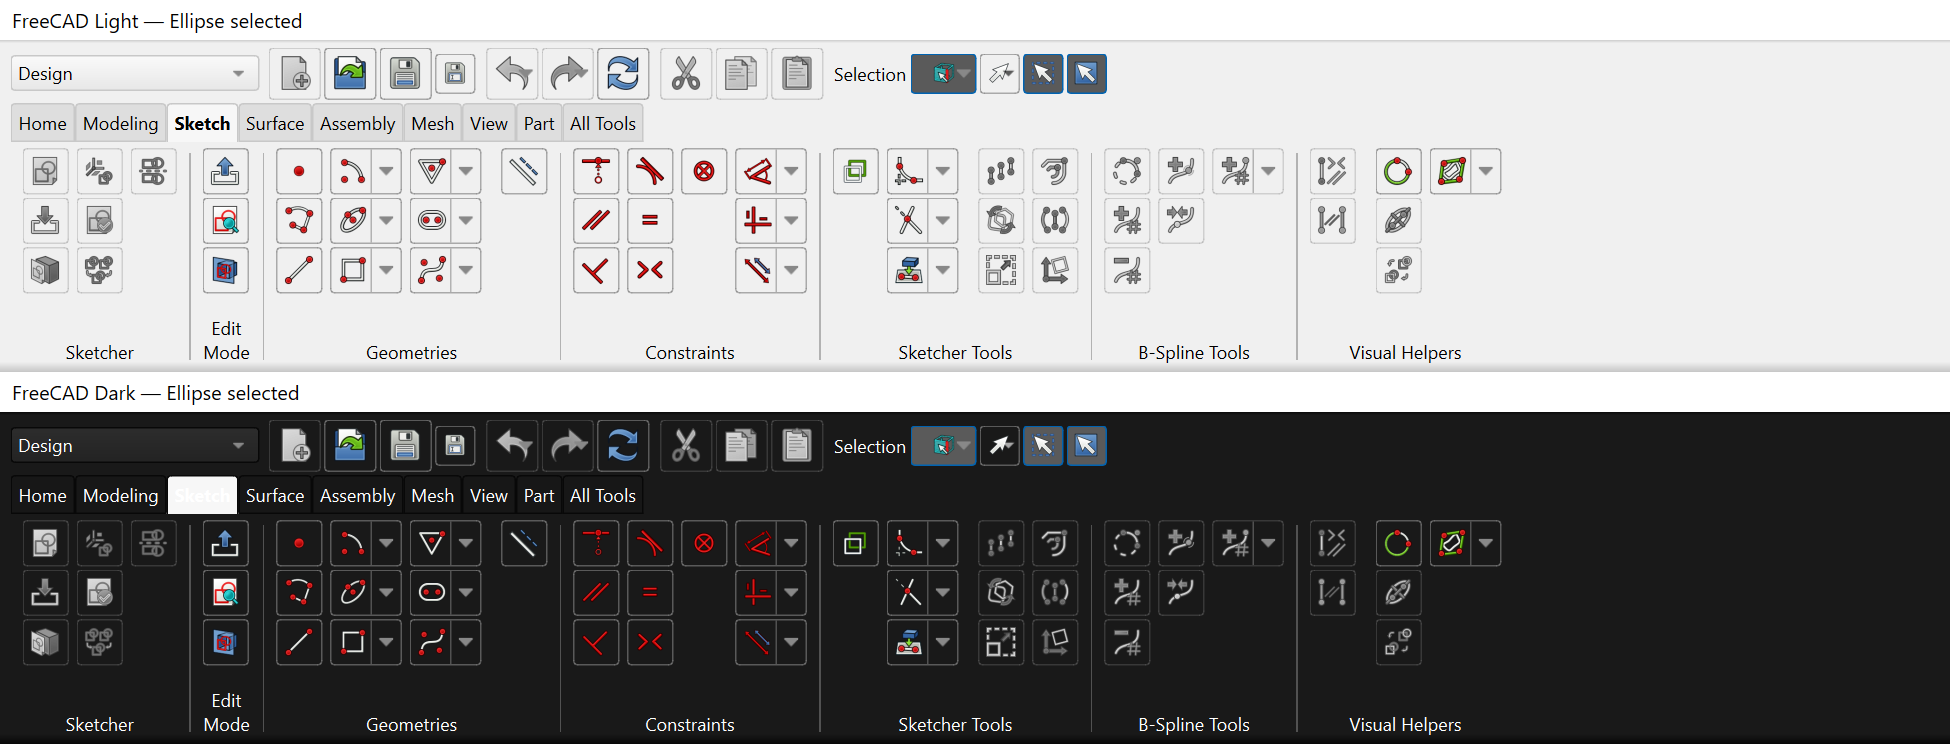 FreeCAD Light — Ellipse selected
Design
Selection
Home Modeling Sketch Surface Assembly Mesh View Part All Tools
Edit
Mode
Sketcher Geometries Constraints Sketcher Tools B-Spline Tools Visual Helpers
FreeCAD Dark — Ellipse selected
Design
Selection
Home Modeling Sketch Surface Assembly Mesh View Part All Tools
Edit
Mode
Sketcher Geometries Constraints Sketcher Tools B-Spline Tools Visual Helpers